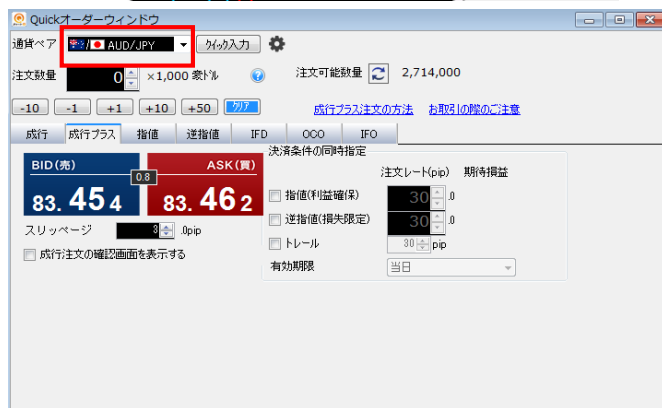 Quickオーダーウィンドウ
通貨ペア AUD/JPY クイック入力
注文数量 0 ×1,000 豪ドル ? 注文可能数量 2,714,000
-10 -1 +1 +10 +50 クリア 成行プラス注文の方法 お取引の際のご注意
成行 成行プラス 指値 逆指値 IFD OCO IFO
決済条件の同時指定
BID(売) ASK(買)
0.8
注文レート(pip) 期待損益
83.454 83.462
指値(利益確保) 30 .0
逆指値(損失限定) 30 .0
スリッページ 3 .0pip
トレール 30 pip
成行注文の確認画面を表示する
有効期限 当日